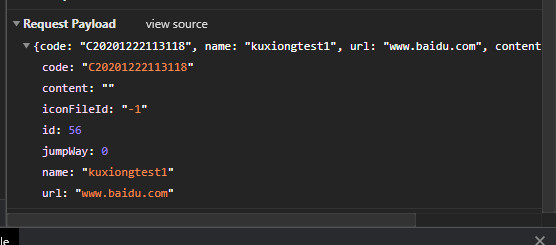 Request Payload view source
{code: "C20201222113118", name: "kuxiongtest1", url: "www.baidu.com", content
code: "C20201222113118"
content: ""
iconFileId: "-1"
id: 56
jumpWay: 0
name: "kuxiongtest1"
url: "www.baidu.com"
le